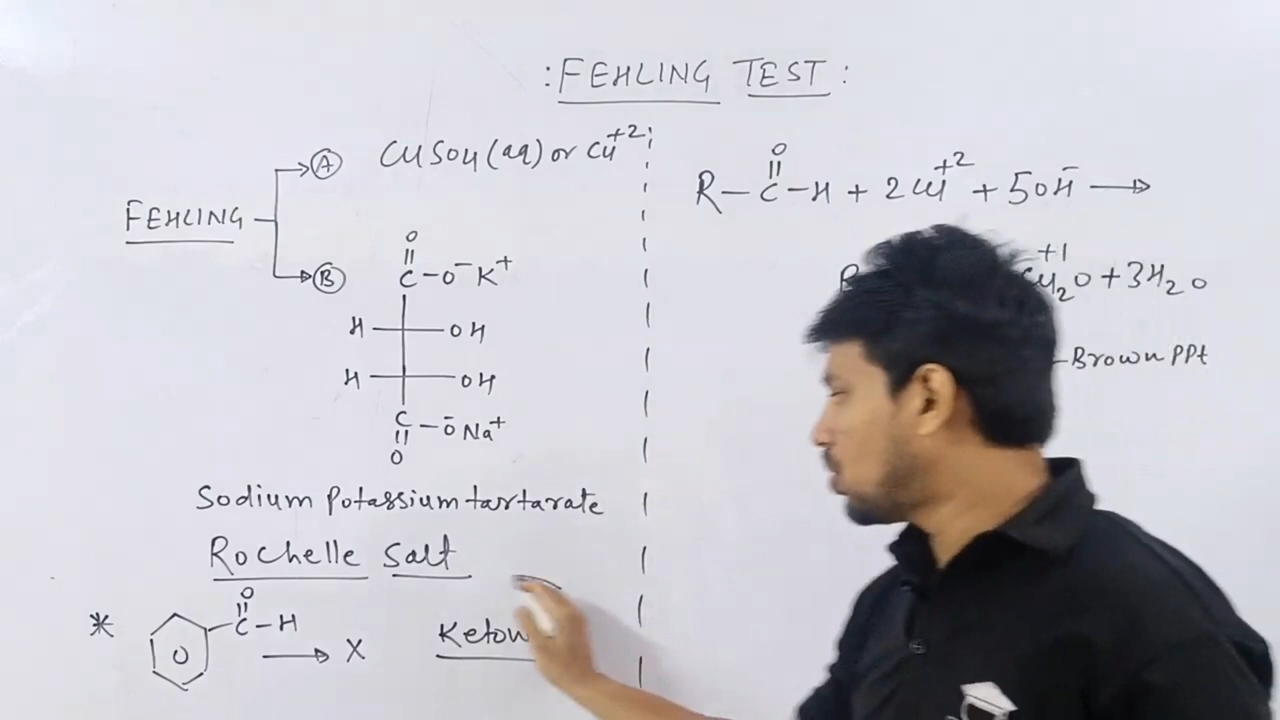 : FEHLING TEST :
FEHLING
A CuSO4 (aq) or Cu+2
B
O
C-O- K+
H OH
H OH
C-O- Na+
O
Sodium Potassium tartarate
Rochelle Salt
* O
C-H
O → X
O
R-C-H + 2Cu+2 + 5OH- →
+1
Cu2O + 3H2O
Brown PPt